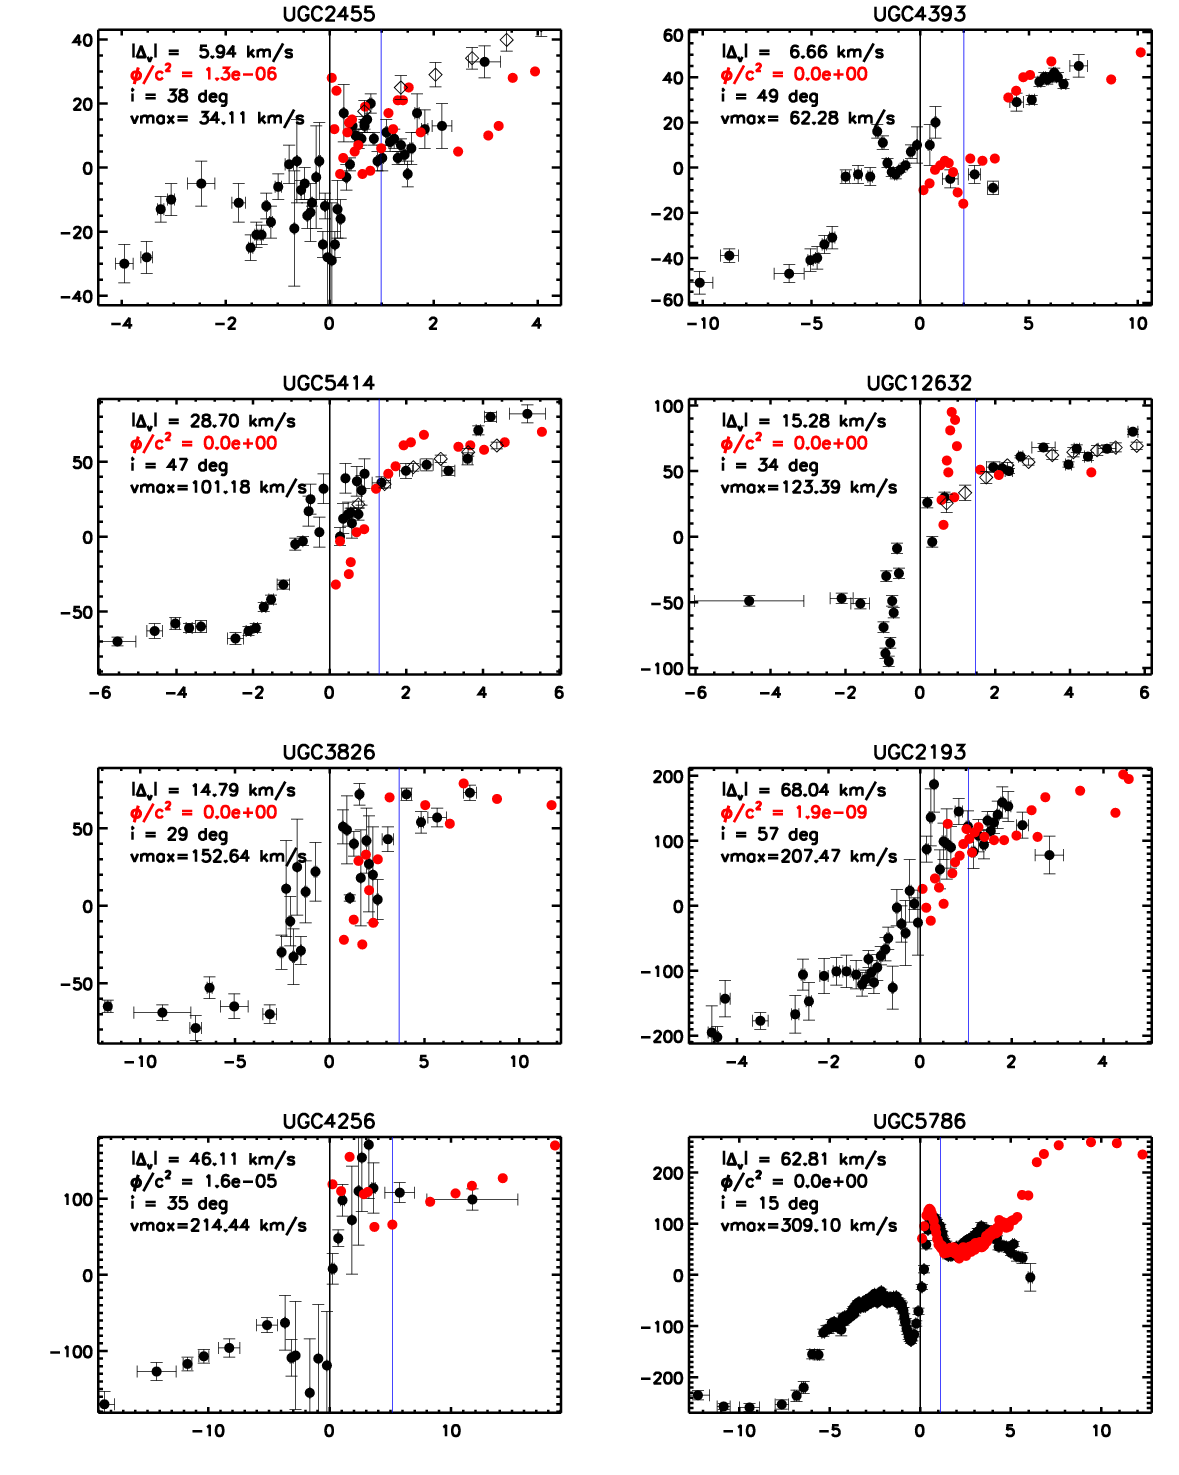 UGC2455
|Δv| = 5.94 km/s
ϕ/c² = 1.3e-06
i = 38 deg
vmax= 34.11 km/s
40
20
0
−20
−40
−4 −2 0 2 4
UGC4393
|Δv| = 6.66 km/s
ϕ/c² = 0.0e+00
i = 49 deg
vmax= 62.28 km/s
60
40
20
0
−20
−40
−60
−10 −5 0 5 10
UGC5414
|Δv| = 28.70 km/s
ϕ/c² = 0.0e+00
i = 47 deg
vmax=101.18 km/s
50
0
−50
−6 −4 −2 0 2 4 6
UGC12632
|Δv| = 15.28 km/s
ϕ/c² = 0.0e+00
i = 34 deg
vmax=123.39 km/s
100
50
0
−50
−100
−6 −4 −2 0 2 4 6
UGC3826
|Δv| = 14.79 km/s
ϕ/c² = 0.0e+00
i = 29 deg
vmax=152.64 km/s
50
0
−50
−10 −5 0 5 10
UGC2193
|Δv| = 68.04 km/s
ϕ/c² = 1.9e-09
i = 57 deg
vmax=207.47 km/s
200
100
0
−100
−200
−4 −2 0 2 4
UGC4256
|Δv| = 46.11 km/s
ϕ/c² = 1.6e-05
i = 35 deg
vmax=214.44 km/s
100
0
−100
−10 0 10
UGC5786
|Δv| = 62.81 km/s
ϕ/c² = 0.0e+00
i = 15 deg
vmax=309.10 km/s
200
100
0
−100
−200
−10 −5 0 5 10